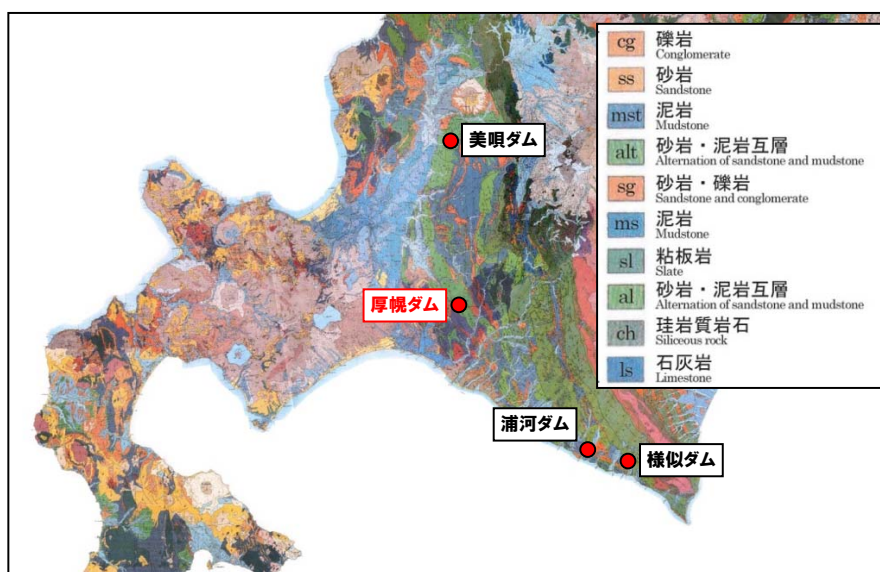 cg 礫岩
Conglomerate
ss 砂岩
Sandstone
mst 泥岩
Mudstone
alt 砂岩・泥岩互層
Alternation of sandstone and mudstone
sg 砂岩・礫岩
Sandstone and conglomerate
ms 泥岩
Mudstone
sl 粘板岩
Slate
al 砂岩・泥岩互層
Alternation of sandstone and mudstone
ch 珪岩質岩石
Siliceous rock
ls 石灰岩
Limestone
美唄ダム
厚幌ダム
浦河ダム
様似ダム